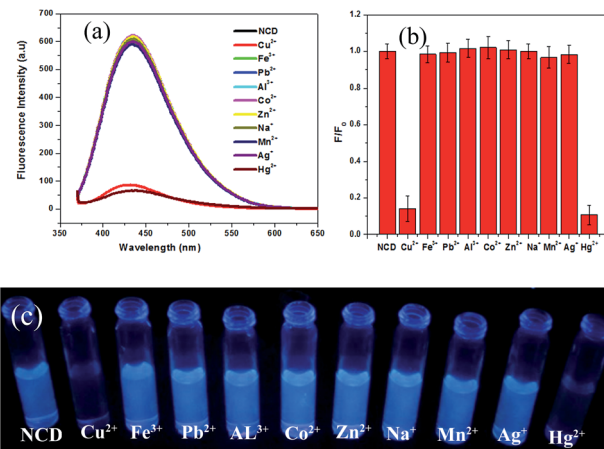 (a)
Fluorescence Intensity (a.u)
700
600
500
400
300
200
100
0
350
400
450
500
550
600
650
Wavelength (nm)
NCD
Cu²⁺
Fe²⁺
Pb²⁺
Al³⁺
Co²⁺
Zn²⁺
Na⁺
Mn²⁺
Ag⁺
Hg²⁺
(b)
F/F₀
1.2
1.0
0.8
0.6
0.4
0.2
0.0
NCD Cu²⁺ Fe³⁺ Pb²⁺ Al³⁺ Co²⁺ Zn²⁺ Na⁺ Mn²⁺ Ag⁺ Hg²⁺
(c)
NCD Cu²⁺ Fe³⁺ Pb²⁺ AL³⁺ Co²⁺ Zn²⁺ Na⁺ Mn²⁺ Ag⁺ Hg²⁺